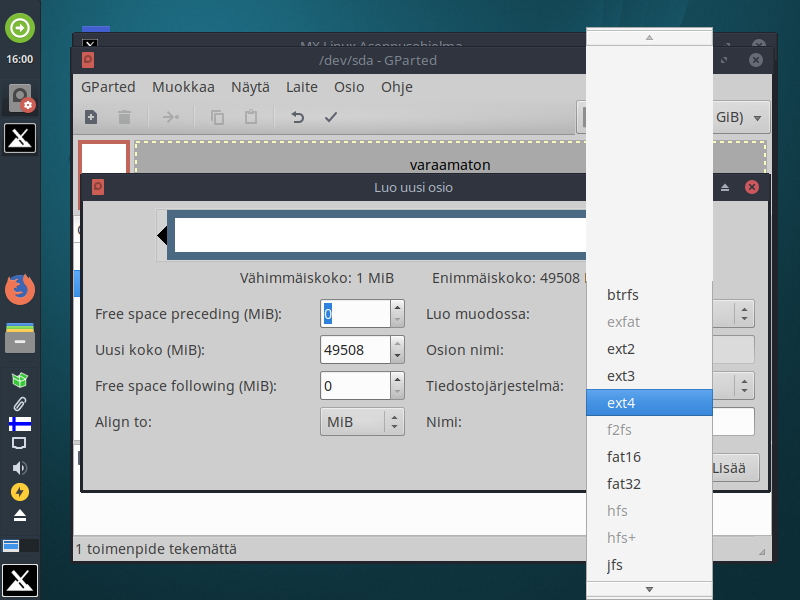 16:00
MX Linux Asennusohjelma
/dev/sda - GParted
GParted Muokkaa Näytä Laite Osio Ohje
GiB)
varaamaton
Luo uusi osio
Vähimmäiskoko: 1 MiB Enimmäiskoko: 49508
Free space preceding (MiB): 0 Luo muodossa:
Uusi koko (MiB): 49508 Osion nimi:
Free space following (MiB): 0 Tiedostojärjestelmä:
Align to: MiB Nimi:
Lisää
btrfs
exfat
ext2
ext3
ext4
f2fs
fat16
fat32
hfs
hfs+
jfs
1 toimenpide tekemättä